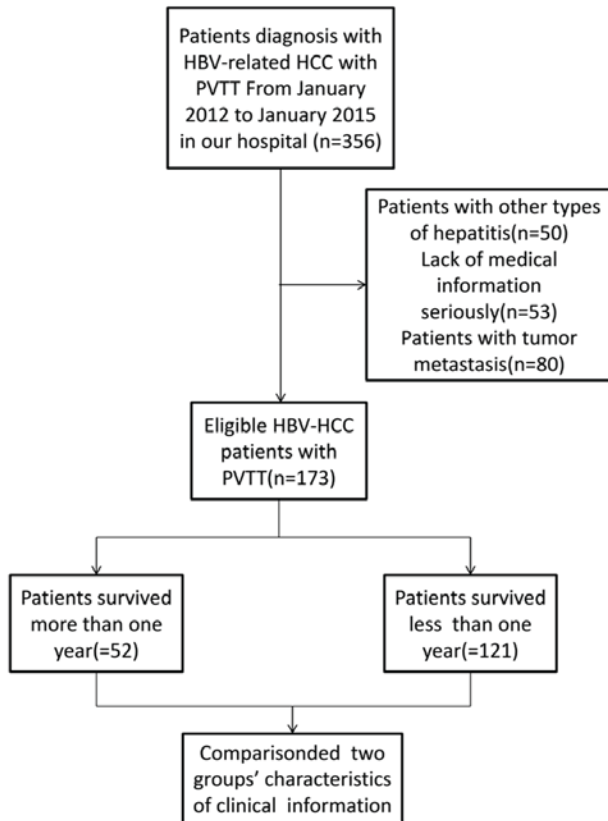 Patients diagnosis with
HBV-related HCC with
PVTT From January
2012 to January 2015
in our hospital (n=356)
Patients with other types
of hepatitis(n=50)
Lack of medical
information
seriously(n=53)
Patients with tumor
metastasis(n=80)
Eligible HBV-HCC
patients with
PVTT(n=173)
Patients survived
more than one
year(=52)
Patients survived
less than one
year(=121)
Comparisonded two
groups' characteristics
of clinical information